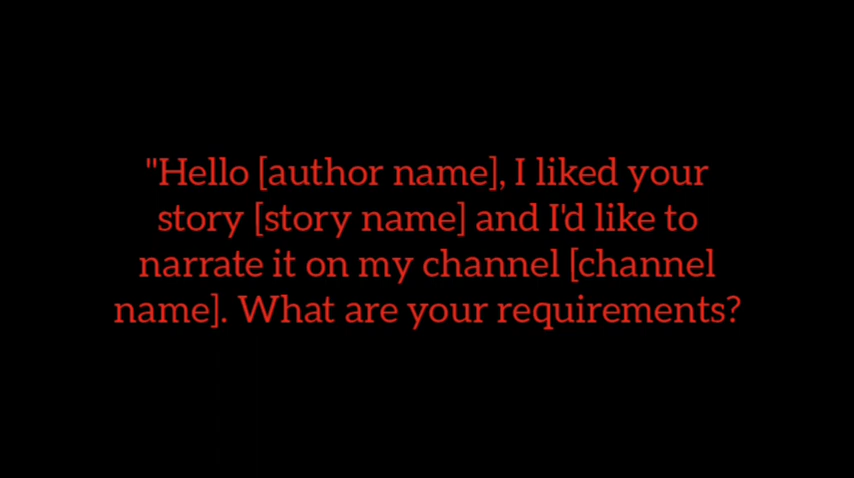 "Hello [author name], I liked your
story [story name] and I'd like to
narrate it on my channel [channel
name]. What are your requirements?